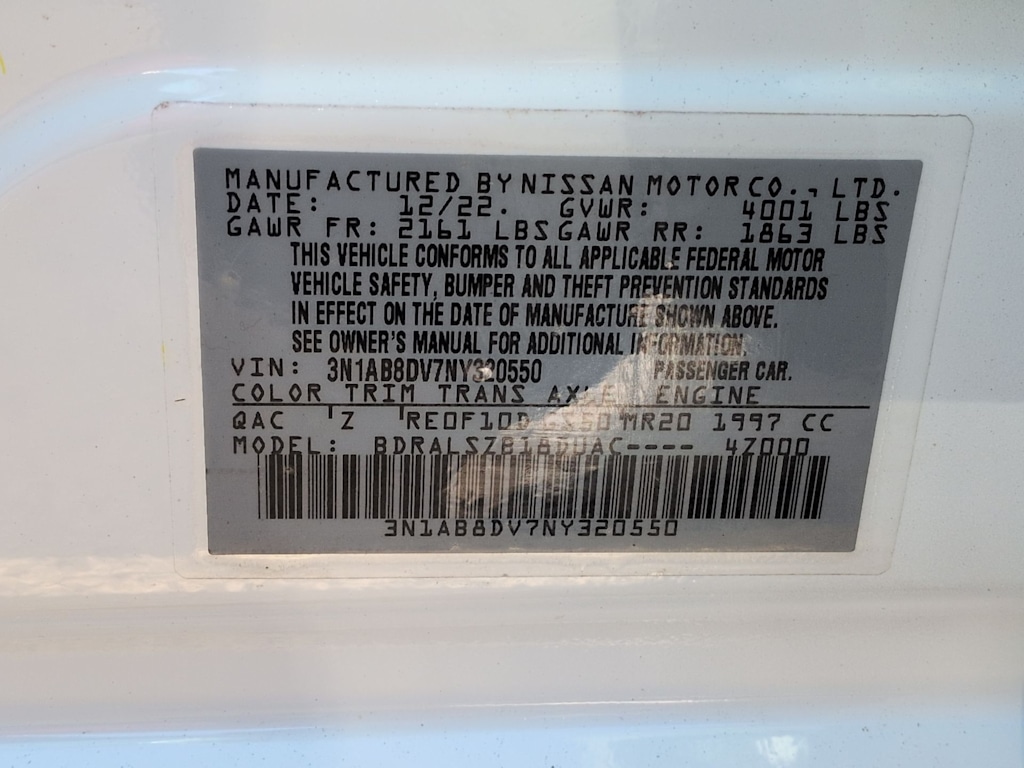 MANUFACTURED BY NISSAN MOTOR CO., LTD.
DATE: 12/22. GVWR: 4001 LBS
GAWR FR: 2161 LBS GAWR RR: 1863 LBS
THIS VEHICLE CONFORMS TO ALL APPLICABLE FEDERAL MOTOR
VEHICLE SAFETY, BUMPER AND THEFT PREVENTION STANDARDS
IN EFFECT ON THE DATE OF MANUFACTURE SHOWN ABOVE.
SEE OWNER'S MANUAL FOR ADDITIONAL INFORMATION.
VIN: 3N1AB8DV7NY320550 PASSENGER CAR.
COLOR TRIM TRANS AXLE ENGINE
QAC Z RE0F10D MR20 1997 CC
MODEL: 4Z000
3N1AB8DV7NY320550